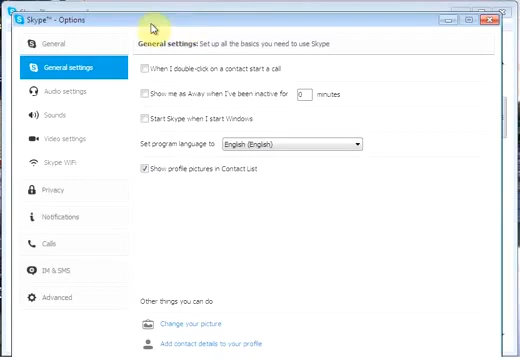 Skype™ - Options
General
General settings: Set up all the basics you need to use Skype
General settings
When I double-click on a contact start a call
Audio settings
Show me as Away when I've been inactive for 0 minutes
Sounds
Start Skype when I start Windows
Video settings
Set program language to English (English)
Skype WiFi
Show profile pictures in Contact List
Privacy
Notifications
Calls
IM & SMS
Advanced
Other things you can do
Change your picture
Add contact details to your profile